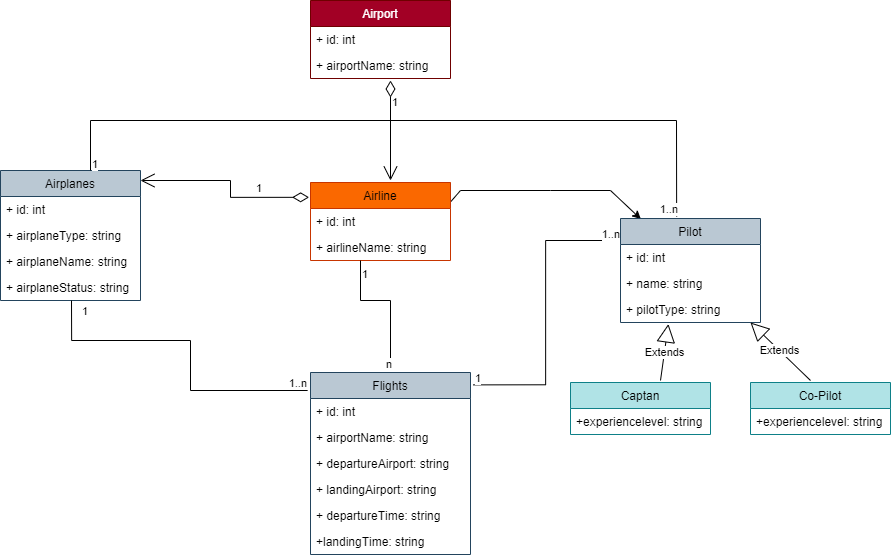 Airport
+ id: int
+ airportName: string
1
1
Airplanes
+ id: int
+ airplaneType: string
+ airplaneName: string
+ airplaneStatus: string
1
Airline
+ id: int
+ airlineName: string
1..n
Pilot
+ id: int
+ name: string
+ pilotType: string
1..n
1
1
n
Extends
Extends
1..n
1
Flights
+ id: int
+ airportName: string
+ departureAirport: string
+ landingAirport: string
+ departureTime: string
+landingTime: string
Captan
+experiencelevel: string
Co-Pilot
+experiencelevel: string